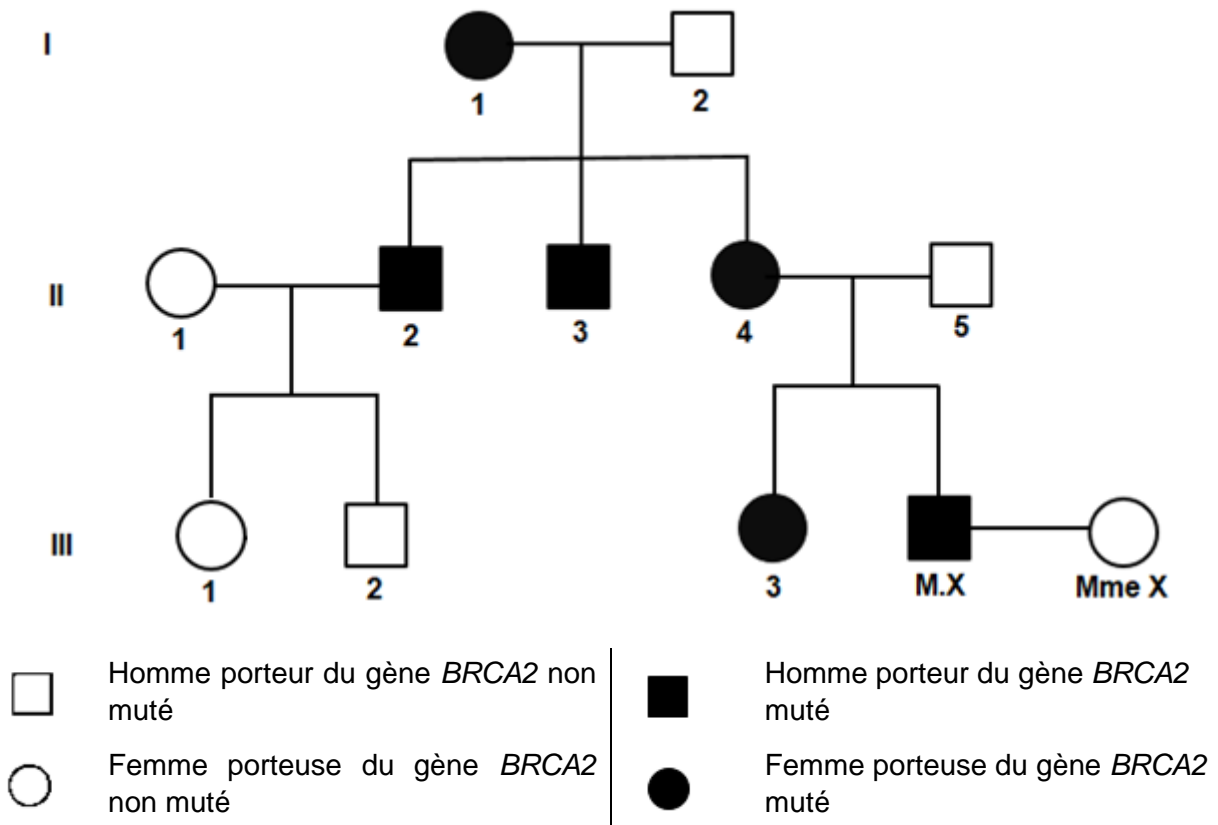 I
1
2
II
1
2
3
4
5
III
1
2
3
M.X
Mme X
Homme porteur du gène BRCA2 non
muté
Femme porteuse du gène BRCA2
non muté
Homme porteur du gène BRCA2
muté
Femme porteuse du gène BRCA2
muté